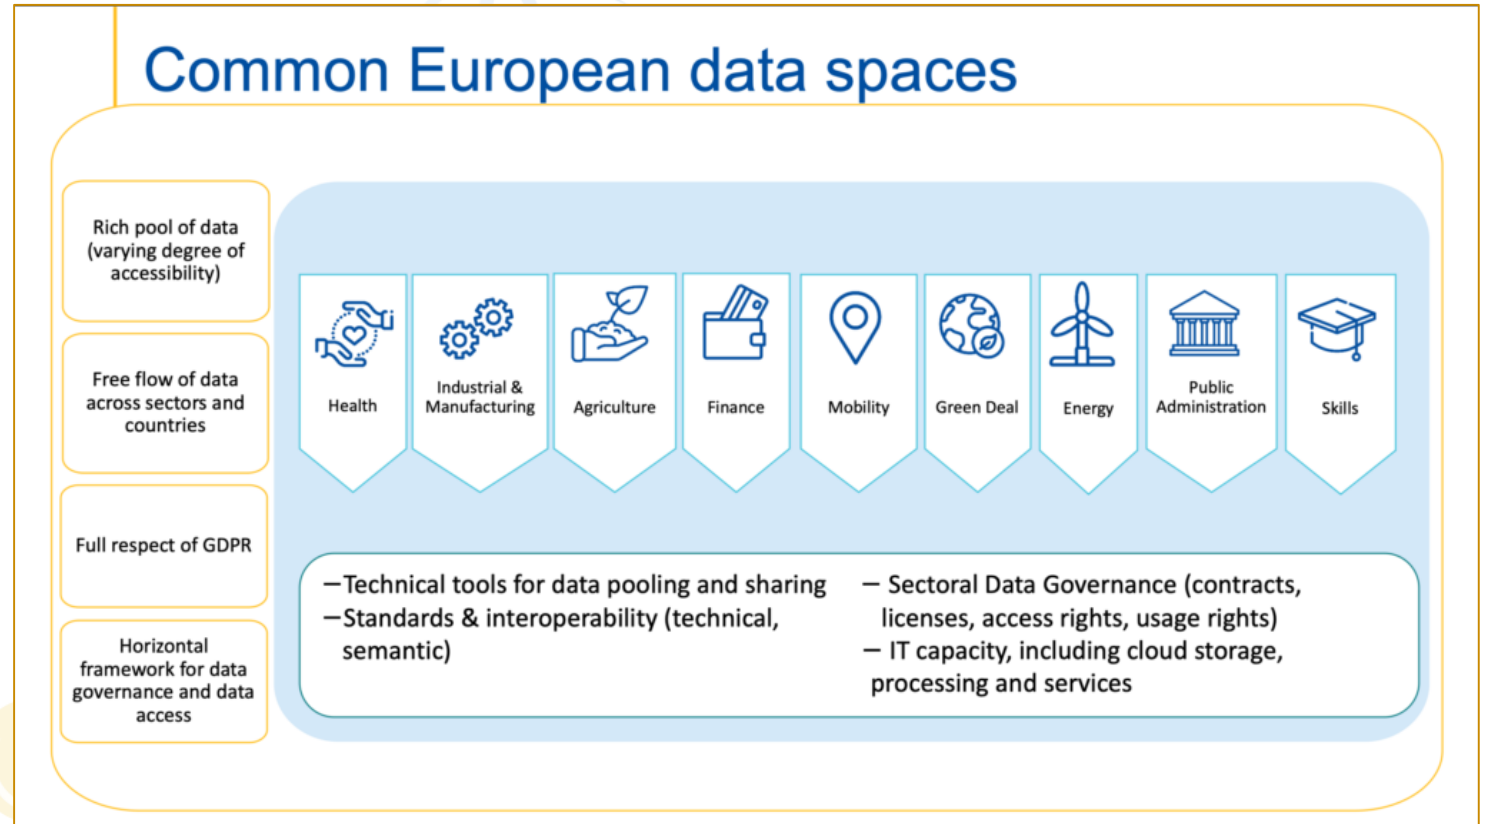 Common European data spaces
Rich pool of data
(varying degree of
accessibility)
Free flow of data
across sectors and
countries
Full respect of GDPR
Horizontal
framework for data
governance and data
access
Health
Industrial &
Manufacturing
Agriculture
Finance
Mobility
Green Deal
Energy
Public
Administration
Skills
—Technical tools for data pooling and sharing
—Standards & interoperability (technical,
semantic)
— Sectoral Data Governance (contracts,
licenses, access rights, usage rights)
— IT capacity, including cloud storage,
processing and services